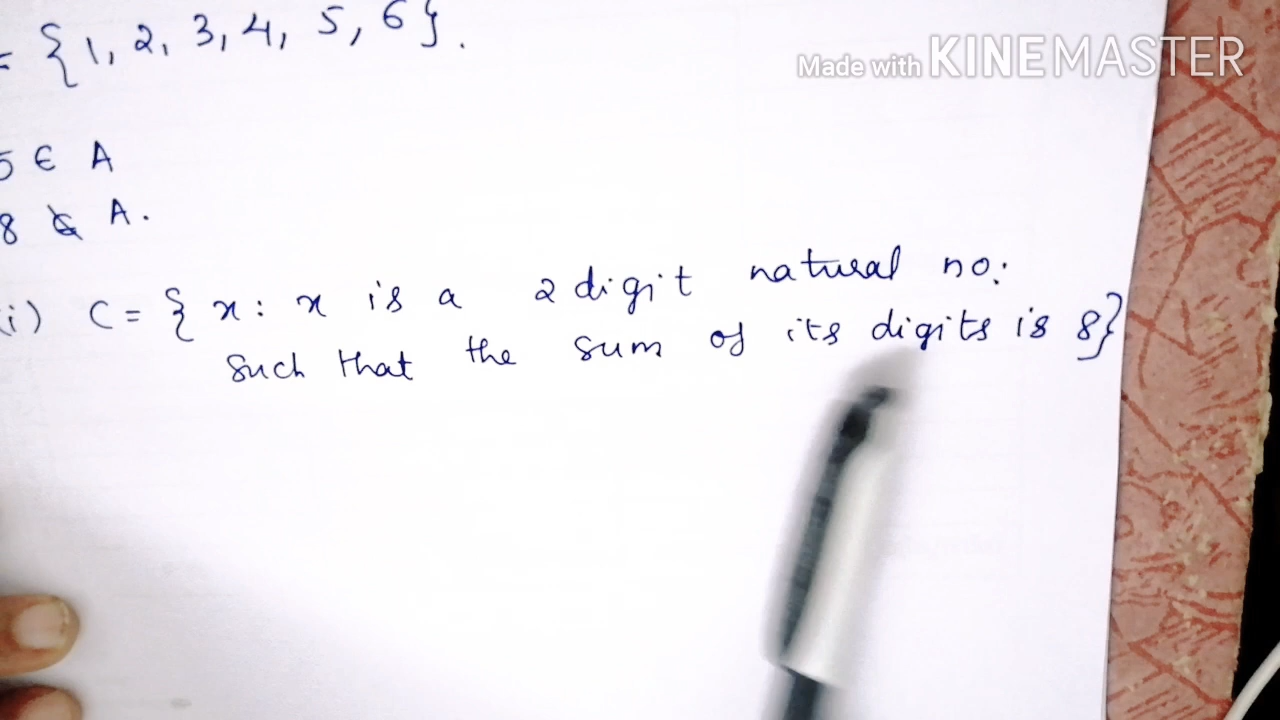 = {1, 2, 3, 4, 5, 6}.
Made with KINEMASTER
5 ∈ A
8 ∉ A.
(i) C = { x : x is a 2 digit natural no:
such that the sum of its digits is 8}